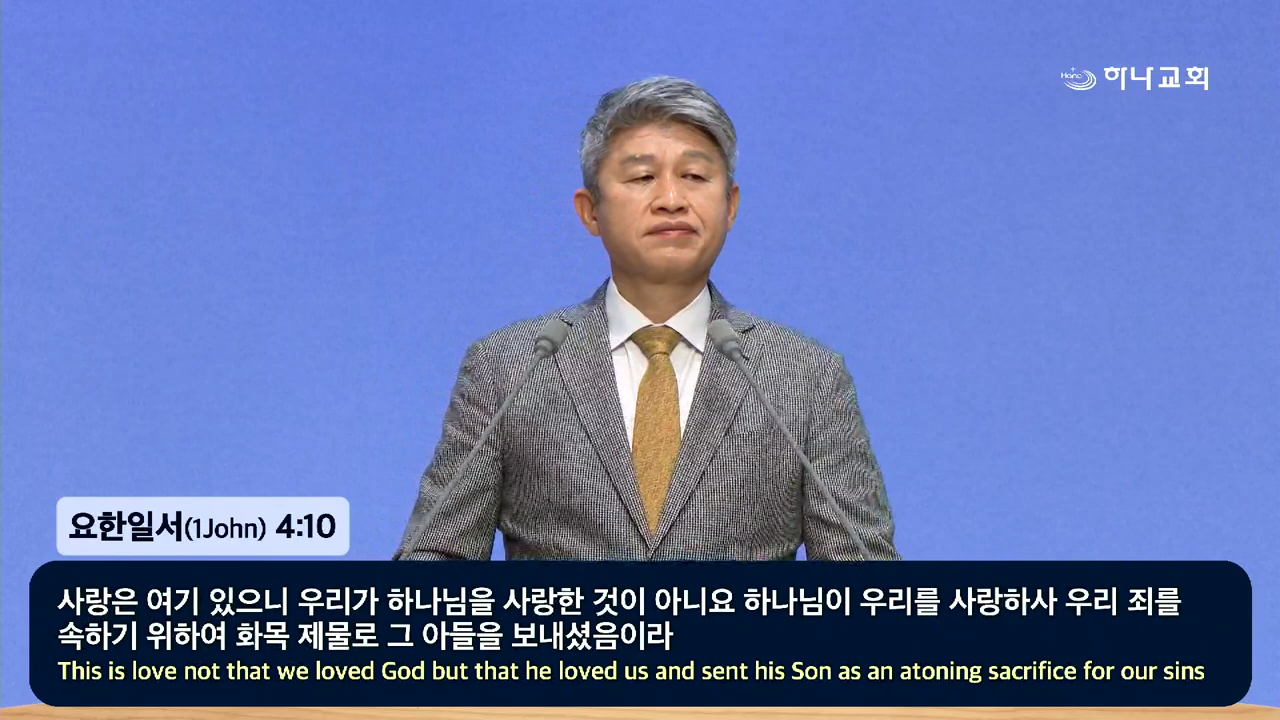 Hana 하나교회
요한일서(1John) 4:10
사랑은 여기 있으니 우리가 하나님을 사랑한 것이 아니요 하나님이 우리를 사랑하사 우리 죄를
속하기 위하여 화목 제물로 그 아들을 보내셨음이라
This is love not that we loved God but that he loved us and sent his Son as an atoning sacrifice for our sins